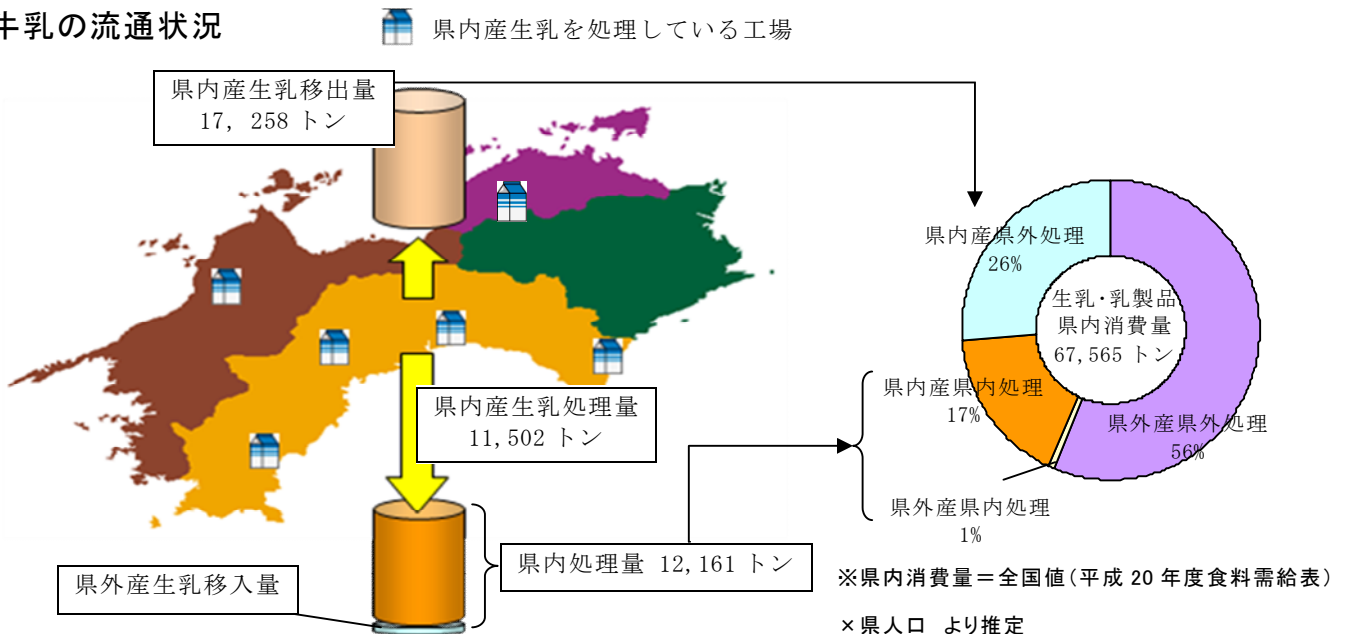 牛乳の流通状況
県内産生乳を処理している工場
県内産生乳移出量
17, 258 トン
県内産県外処理
26%
生乳・乳製品
県内消費量
67,565 トン
県内産県内処理
17%
県外産県外処理
56%
県内産生乳処理量
11,502 トン
県外産県内処理
1%
県内処理量 12,161 トン
県外産生乳移入量
※県内消費量＝全国値（平成 20 年度食料需給表）
×県人口 より推定